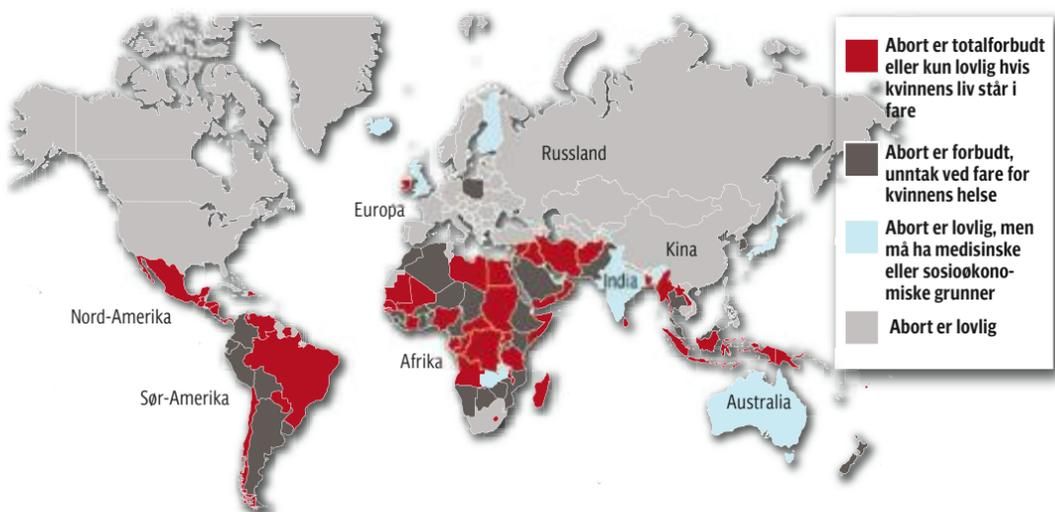 Abort er totalforbudt
eller kun lovlig hvis
kvinnens liv står i
fare
Abort er forbudt,
unntak ved fare for
kvinnens helse
Abort er lovlig, men
må ha medisinske
eller sosioøkono-
miske grunner
Abort er lovlig
Russland
Europa
Kina
India
Nord-Amerika
Afrika
Sør-Amerika
Australia